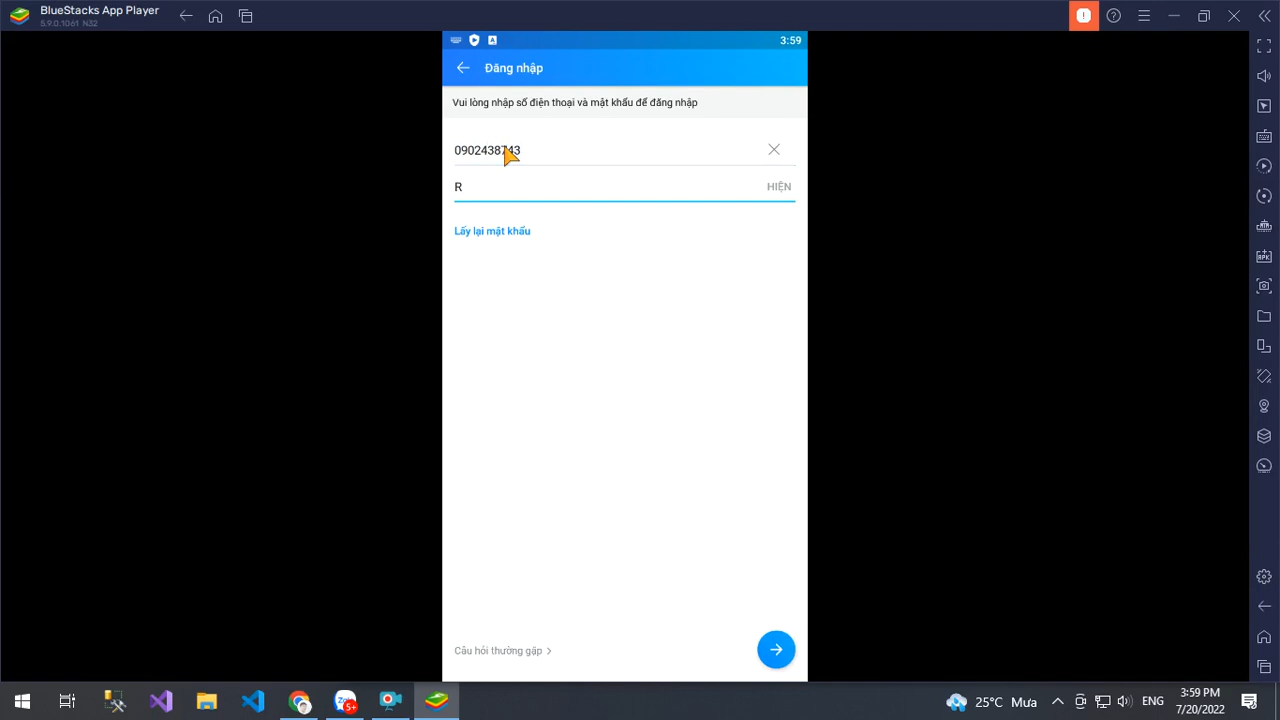 BlueStacks App Player
5.9.0.1061 N32
3:59
Đăng nhập
Vui lòng nhập số điện thoại và mật khẩu để đăng nhập
0902438743
R
HIỆN
Lấy lại mật khẩu
Câu hỏi thường gặp
25°C Mưa
ENG
3:59 PM
7/20/2022
5+